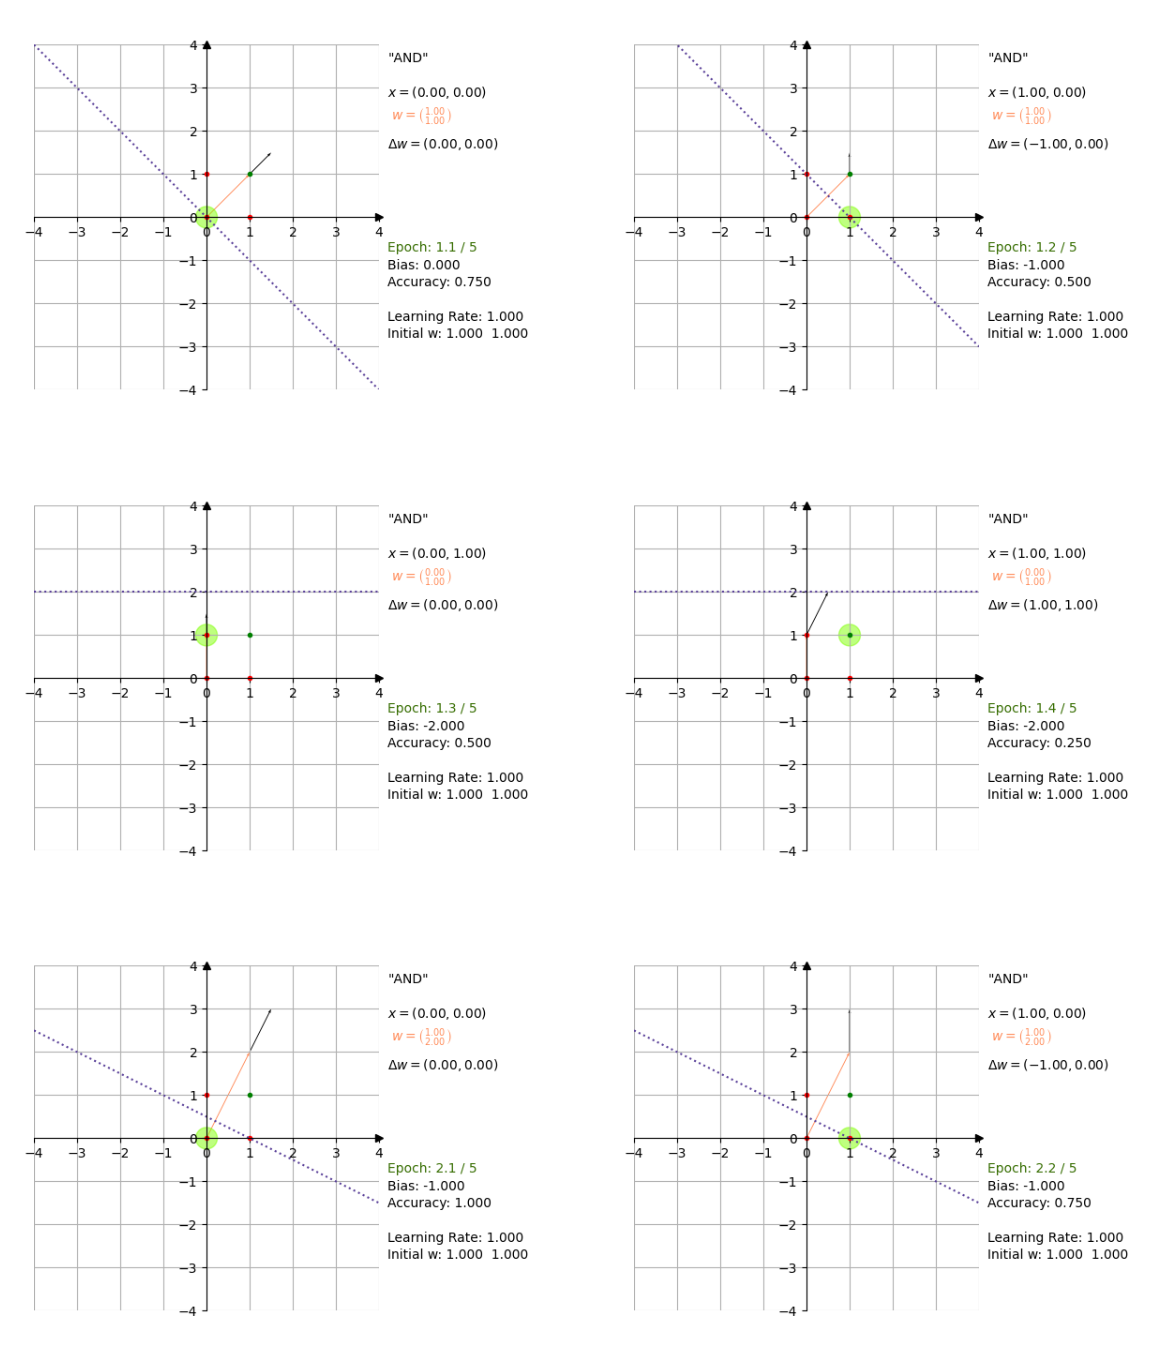 "AND"
x = (0.00, 0.00)
w = (1.00 1.00)
Δw = (0.00, 0.00)
4
3
2
1
0
−1
−2
−3
−4
−4 −3 −2 −1 0 1 2 3 4
Epoch: 1.1 / 5
Bias: 0.000
Accuracy: 0.750
Learning Rate: 1.000
Initial w: 1.000 1.000
"AND"
x = (1.00, 0.00)
w = (1.00 1.00)
Δw = (−1.00, 0.00)
4
3
2
1
0
−1
−2
−3
−4
−4 −3 −2 −1 0 1 2 3 4
Epoch: 1.2 / 5
Bias: -1.000
Accuracy: 0.500
Learning Rate: 1.000
Initial w: 1.000 1.000
"AND"
x = (0.00, 1.00)
w = (0.00 1.00)
Δw = (0.00, 0.00)
4
3
2
1
0
−1
−2
−3
−4
−4 −3 −2 −1 0 1 2 3 4
Epoch: 1.3 / 5
Bias: -2.000
Accuracy: 0.500
Learning Rate: 1.000
Initial w: 1.000 1.000
"AND"
x = (1.00, 1.00)
w = (0.00 1.00)
Δw = (1.00, 1.00)
4
3
2
1
0
−1
−2
−3
−4
−4 −3 −2 −1 0 1 2 3 4
Epoch: 1.4 / 5
Bias: -2.000
Accuracy: 0.250
Learning Rate: 1.000
Initial w: 1.000 1.000
"AND"
x = (0.00, 0.00)
w = (1.00 2.00)
Δw = (0.00, 0.00)
4
3
2
1
0
−1
−2
−3
−4
−4 −3 −2 −1 0 1 2 3 4
Epoch: 2.1 / 5
Bias: -1.000
Accuracy: 1.000
Learning Rate: 1.000
Initial w: 1.000 1.000
"AND"
x = (1.00, 0.00)
w = (1.00 2.00)
Δw = (−1.00, 0.00)
4
3
2
1
0
−1
−2
−3
−4
−4 −3 −2 −1 0 1 2 3 4
Epoch: 2.2 / 5
Bias: -1.000
Accuracy: 0.750
Learning Rate: 1.000
Initial w: 1.000 1.000